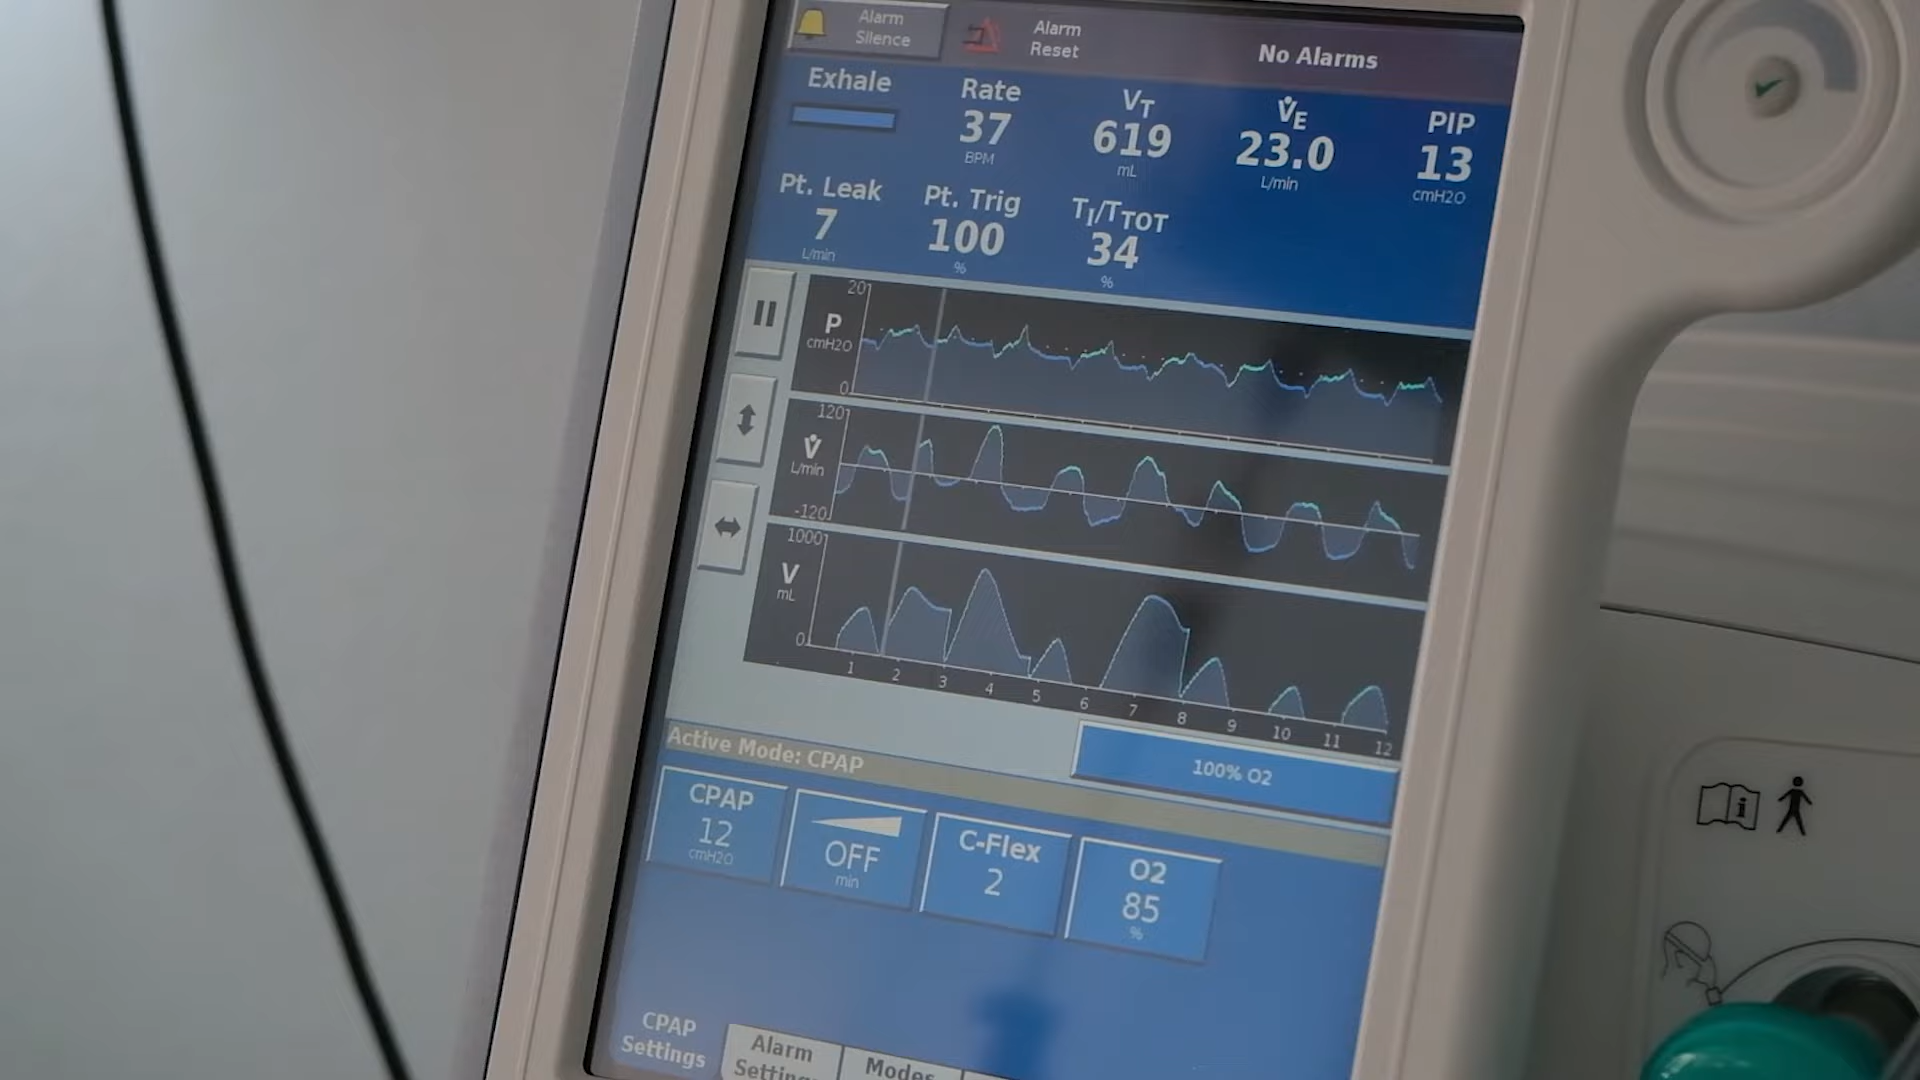 Alarm
Silence
Alarm
Reset
No Alarms
Exhale
Rate
37
BPM
VT
619
mL
V̇E
23.0
L/min
PIP
13
cmH2O
Pt. Leak
7
L/min
Pt. Trig
100
%
TI/TTOT
34
%
20
P
cmH2O
0
120
V̇
L/min
-120
1000
V
mL
0
1 2 3 4 5 6 7 8 9 10 11 12
Active Mode: CPAP
100% O2
CPAP
12
cmH2O
OFF
min
C-Flex
2
O2
85
%
CPAP
Settings
Alarm
Settings
Modes